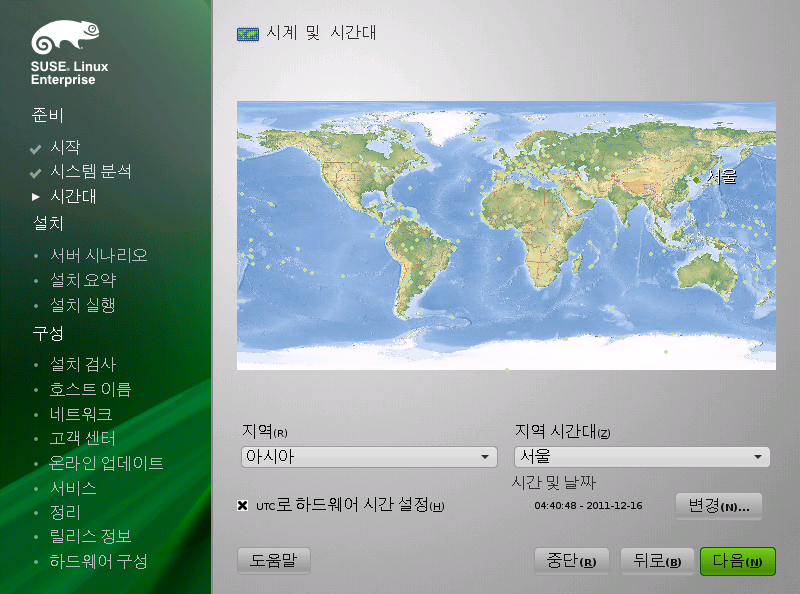 SUSE. Linux
Enterprise
준비
시작
시스템 분석
시간대
설치
서버 시나리오
설치 요약
설치 실행
구성
설치 검사
호스트 이름
네트워크
고객 센터
온라인 업데이트
서비스
정리
릴리스 정보
하드웨어 구성
시계 및 시간대
서울
지역(R)
아시아
지역 시간대(Z)
서울
UTC로 하드웨어 시간 설정(H)
시간 및 날짜
04:40:48 - 2011-12-16
변경(N)...
도움말
중단(R)
뒤로(B)
다음(N)